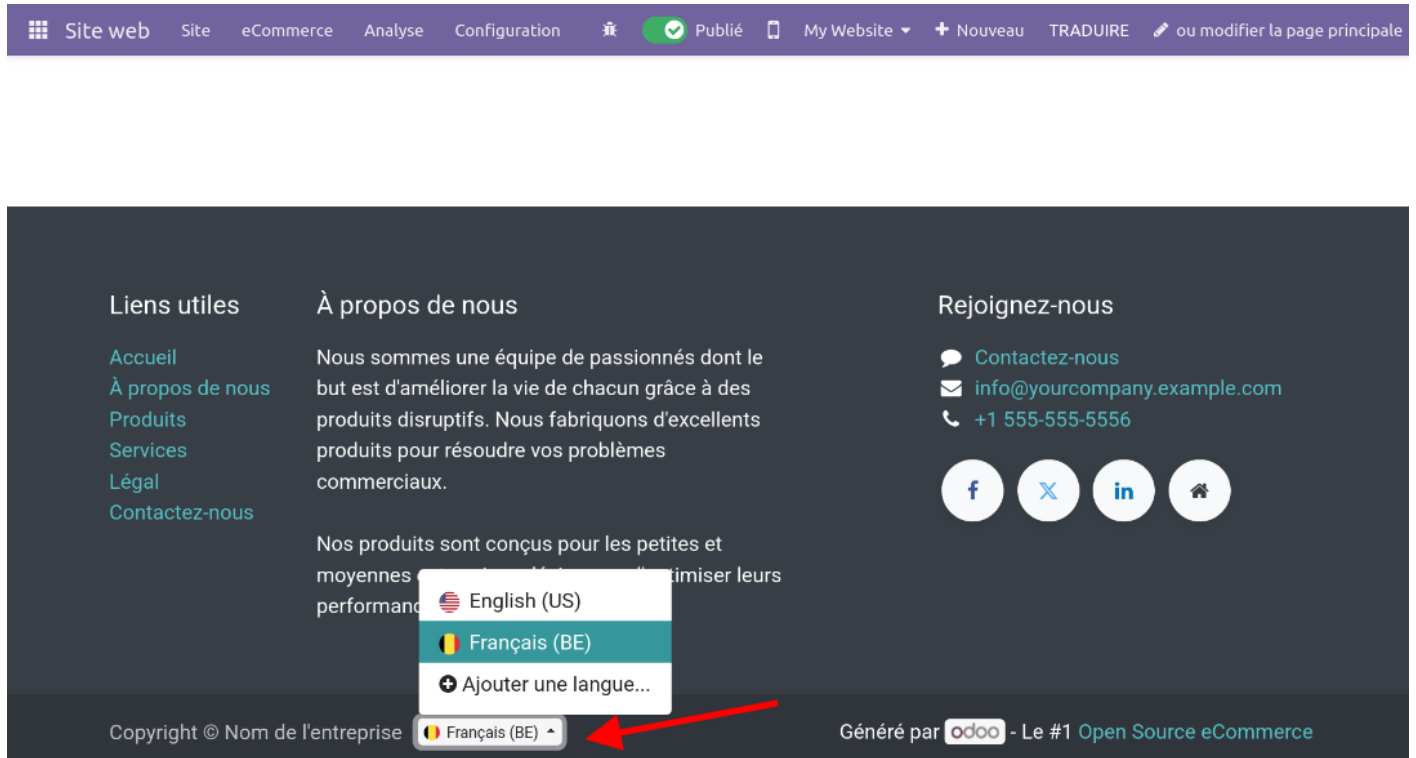 Site web Site eCommerce Analyse Configuration Publié My Website + Nouveau TRADUIRE ou modifier la page principale
Liens utiles
Accueil
À propos de nous
Produits
Services
Légal
Contactez-nous
À propos de nous
Nous sommes une équipe de passionnés dont le
but est d'améliorer la vie de chacun grâce à des
produits disruptifs. Nous fabriquons d'excellents
produits pour résoudre vos problèmes
commerciaux.
Nos produits sont conçus pour les petites et
moyennes
timiser leurs
performanc
Rejoignez-nous
Contactez-nous
info@yourcompany.example.com
+1 555-555-5556
English (US)
Français (BE)
Ajouter une langue...
Copyright © Nom de l'entreprise Français (BE)
Généré par odoo - Le #1 Open Source eCommerce